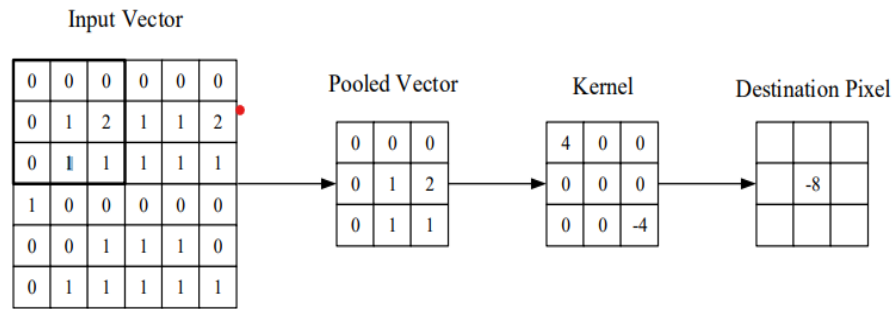 Input Vector
Pooled Vector
Kernel
Destination Pixel
0 0 0 0 0 0
0 1 2 1 1 2
0 1 1 1 1 1
1 0 0 0 0 0
0 0 1 1 1 0
0 1 1 1 1 1
0 0 0
0 1 2
0 1 1
4 0 0
0 0 0
0 0 -4
-8